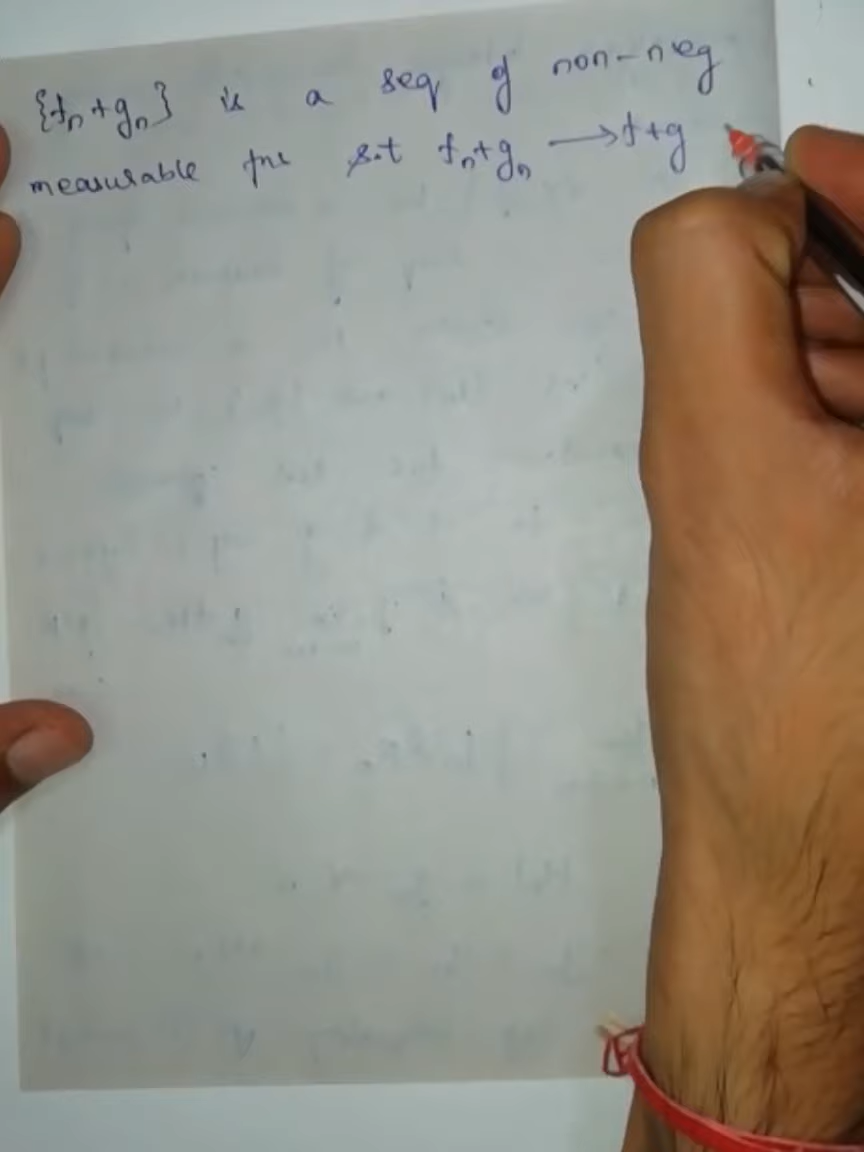 {fn+gn} is a seq of non-neg
measurable fns s.t fn+gn → f+g